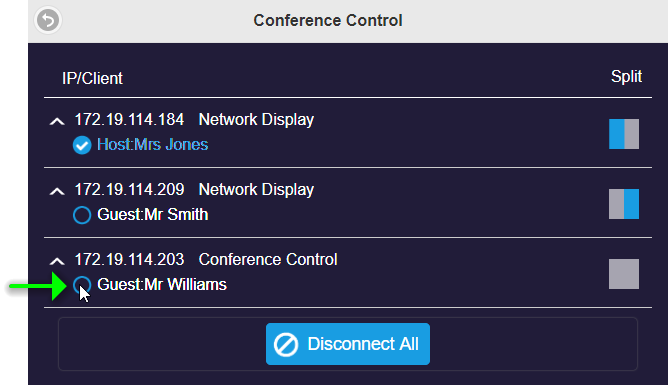 Conference Control
IP/Client Split
172.19.114.184 Network Display
Host:Mrs Jones
172.19.114.209 Network Display
Guest:Mr Smith
172.19.114.203 Conference Control
Guest:Mr Williams
Disconnect All